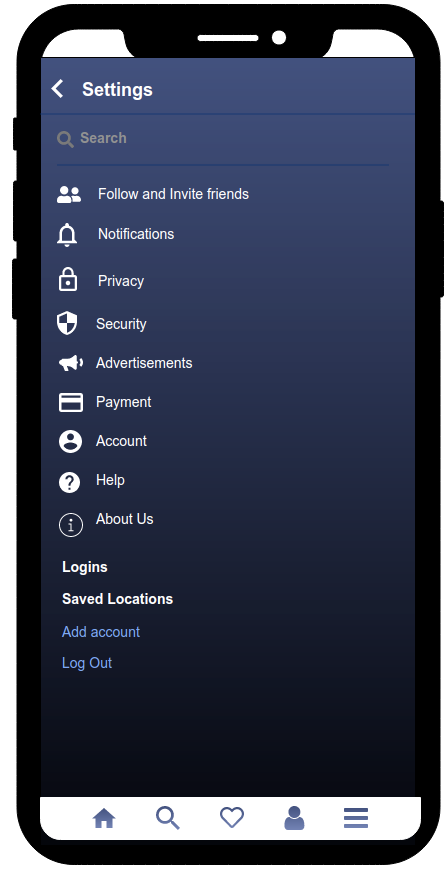 Settings
Search
Follow and Invite friends
Notifications
Privacy
Security
Advertisements
Payment
Account
Help
About Us
Logins
Saved Locations
Add account
Log Out